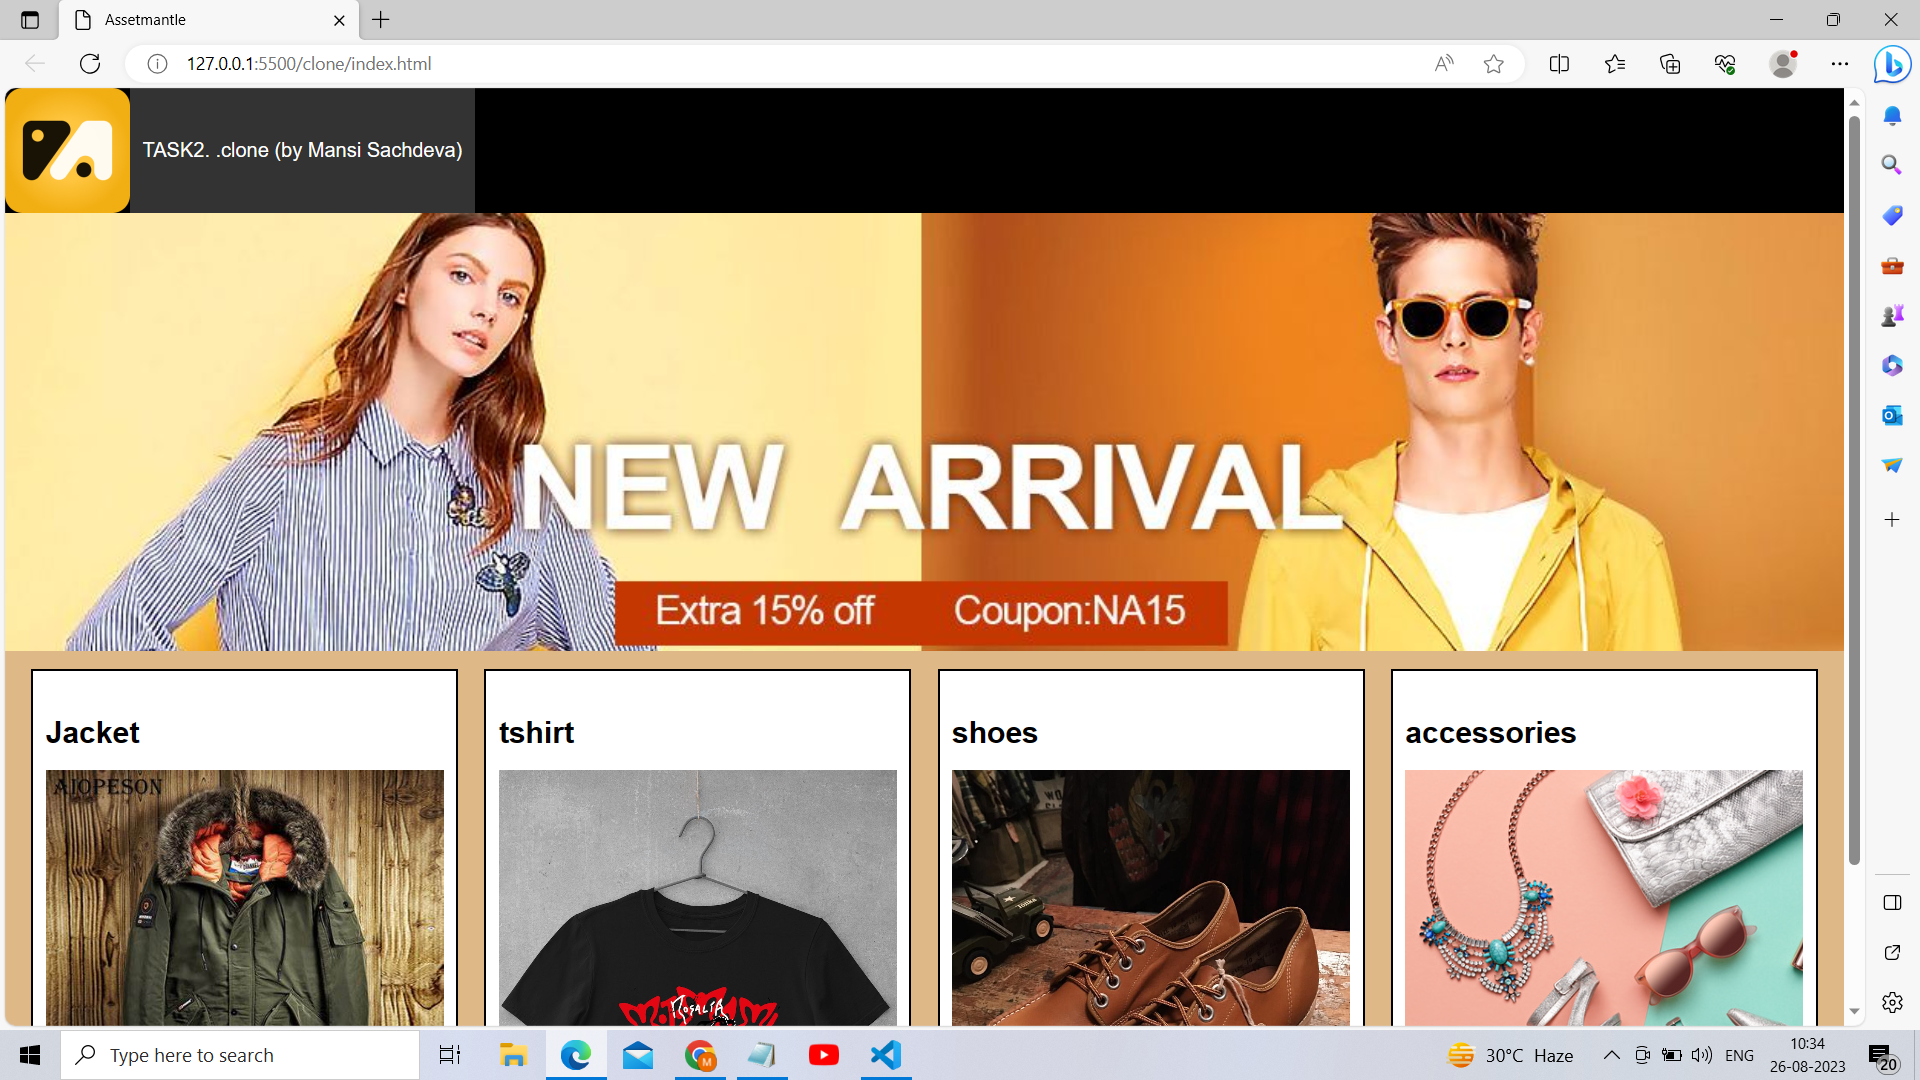 Assetmantle
127.0.0.1:5500/clone/index.html
TASK2. .clone (by Mansi Sachdeva)
NEW ARRIVAL
Extra 15% off Coupon:NA15
Jacket tshirt shoes accessories
AIOPESON
ROSALÍA
Type here to search
30°C Haze
ENG
10:34
26-08-2023
20